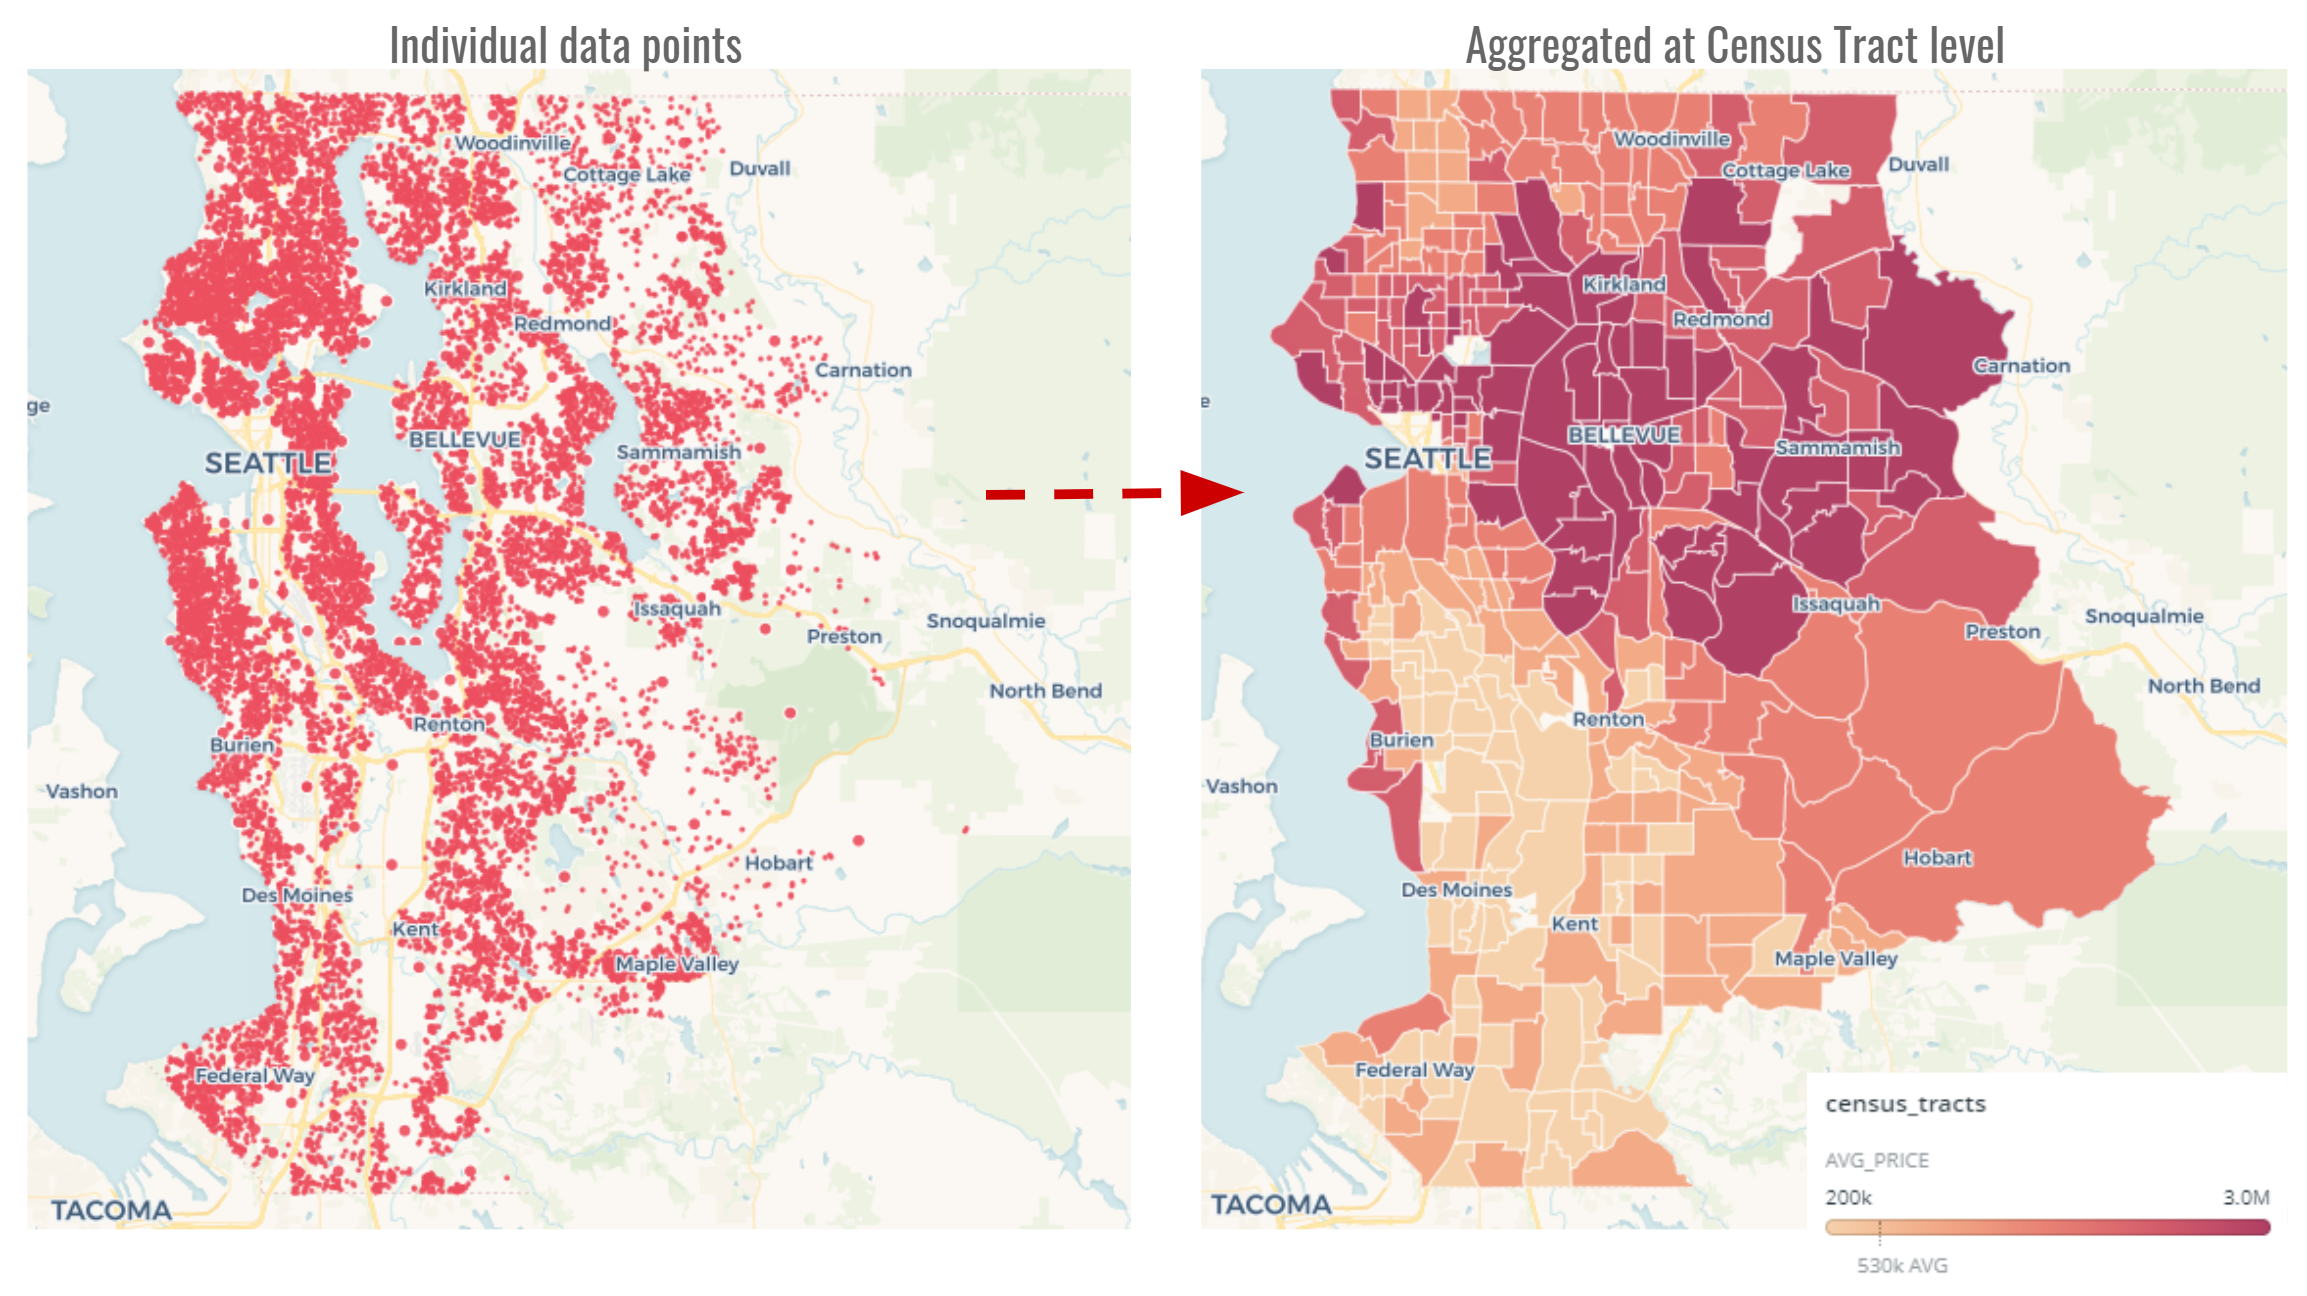 Individual data points
Woodinville
Cottage Lake
Duvall
Kirkland
Redmond
Carnation
ge
BELLEVUE
Sammamish
SEATTLE
Issaquah
Snoqualmie
Preston
North Bend
Renton
Burien
Vashon
Hobart
Des Moines
Kent
Maple Valley
Federal Way
TACOMA
Aggregated at Census Tract level
Woodinville
Cottage Lake
Duvall
Kirkland
Redmond
Carnation
e
BELLEVUE
Sammamish
SEATTLE
Issaquah
Snoqualmie
Preston
North Bend
Renton
Burien
Vashon
Hobart
Des Moines
Kent
Maple Valley
Federal Way
TACOMA
census_tracts
AVG_PRICE
200k 3.0M
530k AVG